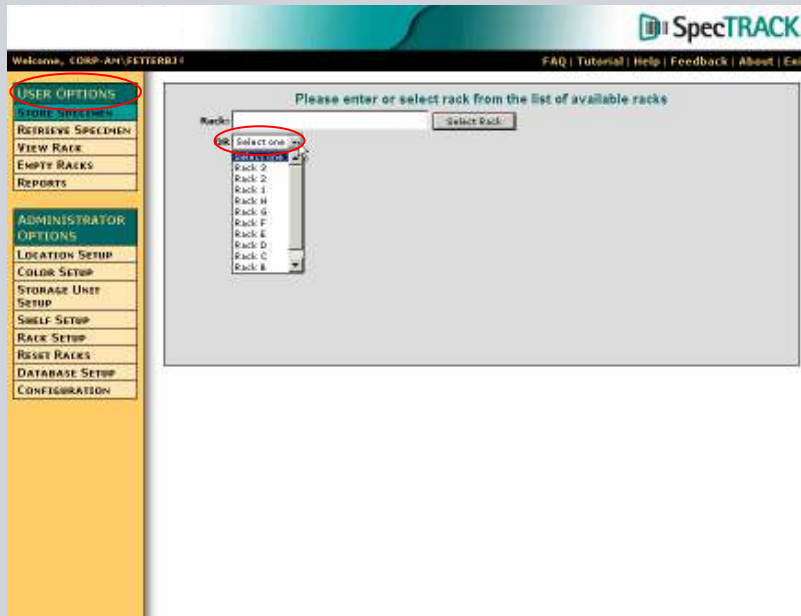 SpecTRACK
Welcome, CORP-AM\FETTERBJ
FAQ | Tutorial | Help | Feedback | About |
USER OPTIONS
STORE SPECIMEN
RETRIEVE SPECIMEN
VIEW RACK
EMPTY RACKS
REPORTS
ADMINISTRATOR
OPTIONS
LOCATION SETUP
COLOR SETUP
STORAGE UNIT
SETUP
SHELF SETUP
RACK SETUP
RESET RACKS
DATABASE SETUP
CONFIGURATION
Please enter or select rack from the list of available racks
Rack:
Select Rack
OR
Select one
Select one
Rack 3
Rack 2
Rack 1
Rack H
Rack G
Rack F
Rack E
Rack D
Rack C
Rack B